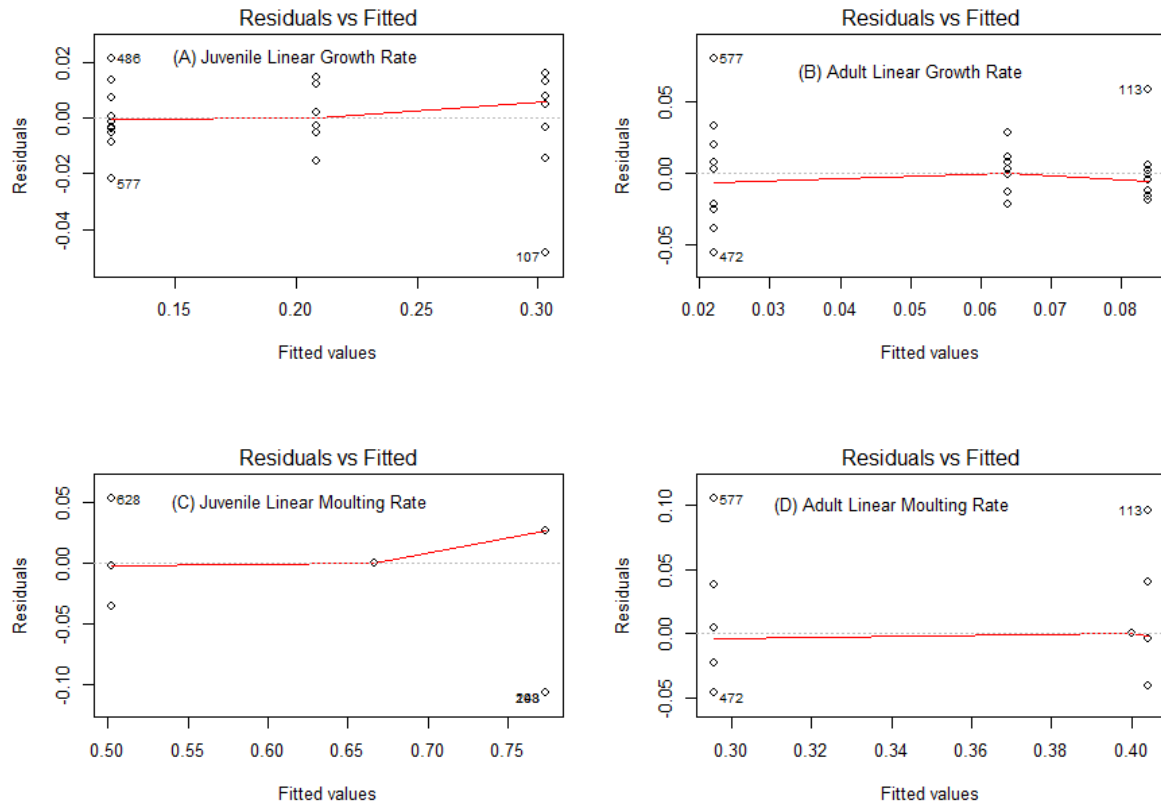 Residuals vs Fitted
(A) Juvenile Linear Growth Rate
486
577
107
0.02
0.00
-0.02
-0.04
Residuals
0.15 0.20 0.25 0.30
Fitted values
Residuals vs Fitted
(B) Adult Linear Growth Rate
577
113
472
0.05
0.00
-0.05
Residuals
0.02 0.03 0.04 0.05 0.06 0.07 0.08
Fitted values
Residuals vs Fitted
(C) Juvenile Linear Moulting Rate
628
0.05
0.00
-0.05
-0.10
Residuals
0.50 0.55 0.60 0.65 0.70 0.75
Fitted values
Residuals vs Fitted
(D) Adult Linear Moulting Rate
577
113
472
0.10
0.05
0.00
-0.05
Residuals
0.30 0.32 0.34 0.36 0.38 0.40
Fitted values